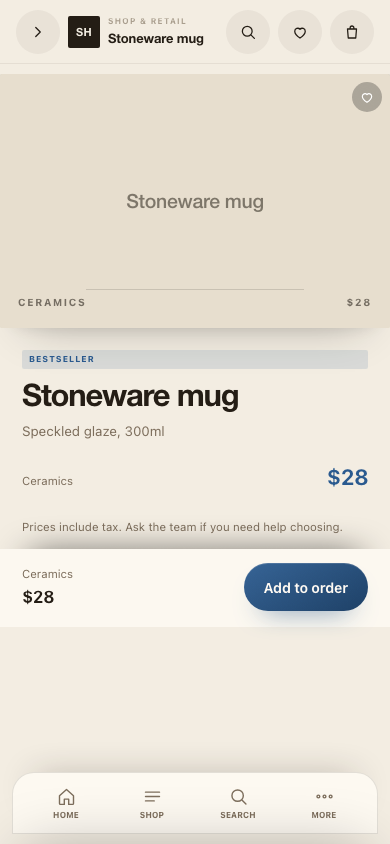 SH
SHOP & RETAIL
Stoneware mug
Stoneware mug
CERAMICS
$28
BESTSELLER
Stoneware mug
Speckled glaze, 300ml
Ceramics
$28
Prices include tax. Ask the team if you need help choosing.
Ceramics
$28
Add to order
HOME
SHOP
SEARCH
MORE